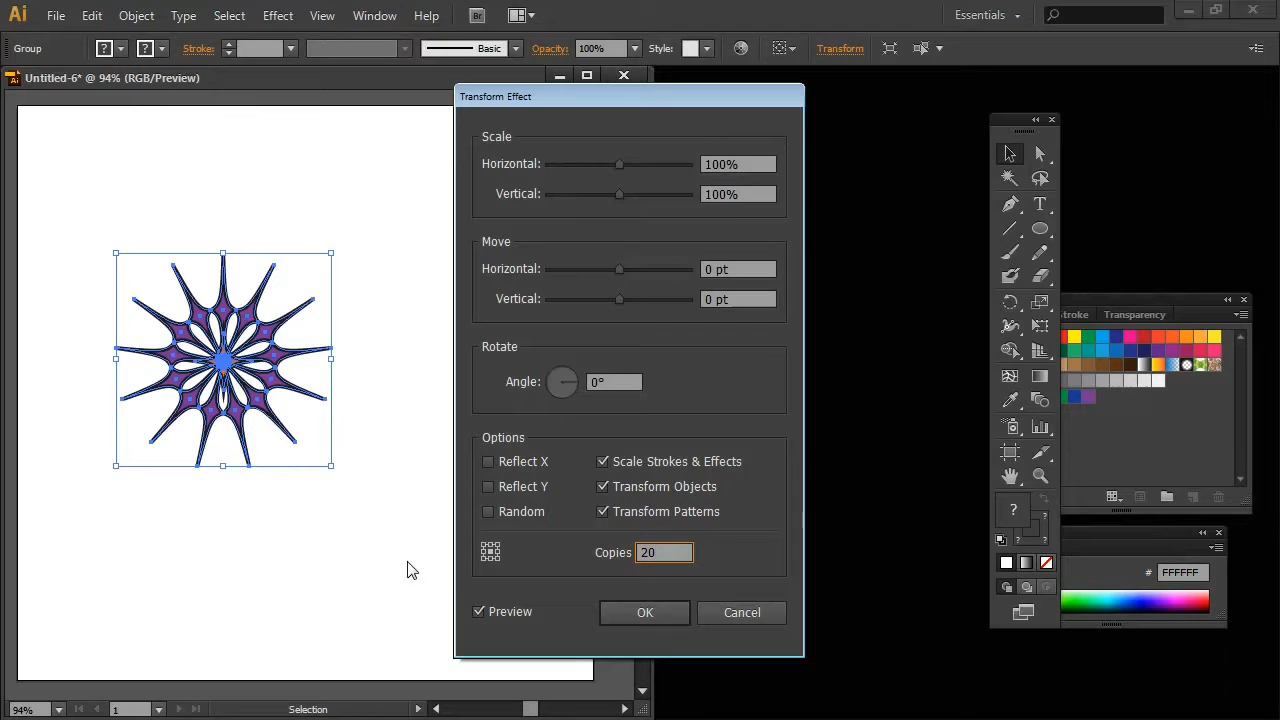 Ai File Edit Object Type Select Effect View Window Help Br Essentials
Group ? ? Stroke: Basic Opacity: 100% Style: Transform
Ai Untitled-6* @ 94% (RGB/Preview)
Transform Effect
Scale
Horizontal: 100%
Vertical: 100%
Move
Horizontal: 0 pt
Vertical: 0 pt
Rotate
Angle: 0°
Options
Reflect X Scale Strokes & Effects
Reflect Y Transform Objects
Random Transform Patterns
Copies 20
Preview OK Cancel
T
troke Transparency
? ?
?
?
# FFFFFF
94% 1 Selection